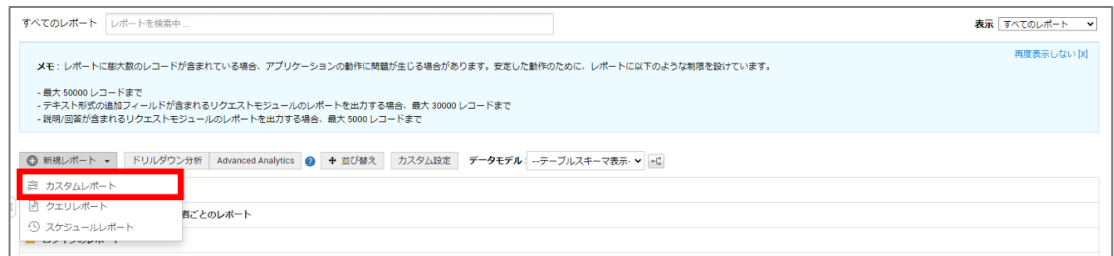 すべてのレポート レポートを検索中 ... 表示 すべてのレポート
再度表示しない [X]
メモ : レポートに膨大数のレコードが含まれている場合、アプリケーションの動作に問題が生じる場合があります。安定した動作のために、レポートに以下のような制限を設けています。
- 最大 50000 レコードまで
- テキスト形式の追加フィールドが含まれるリクエストモジュールのレポートを出力する場合、最大 30000 レコードまで
- 説明/回答が含まれるリクエストモジュールのレポートを出力する場合、最大 5000 レコードまで
新規レポート ドリルダウン分析 Advanced Analytics ? + 並び替え カスタム設定 データモデル : --テーブルスキーマ表示-
カスタムレポート
クエリレポート
者ごとのレポート
スケジュールレポート